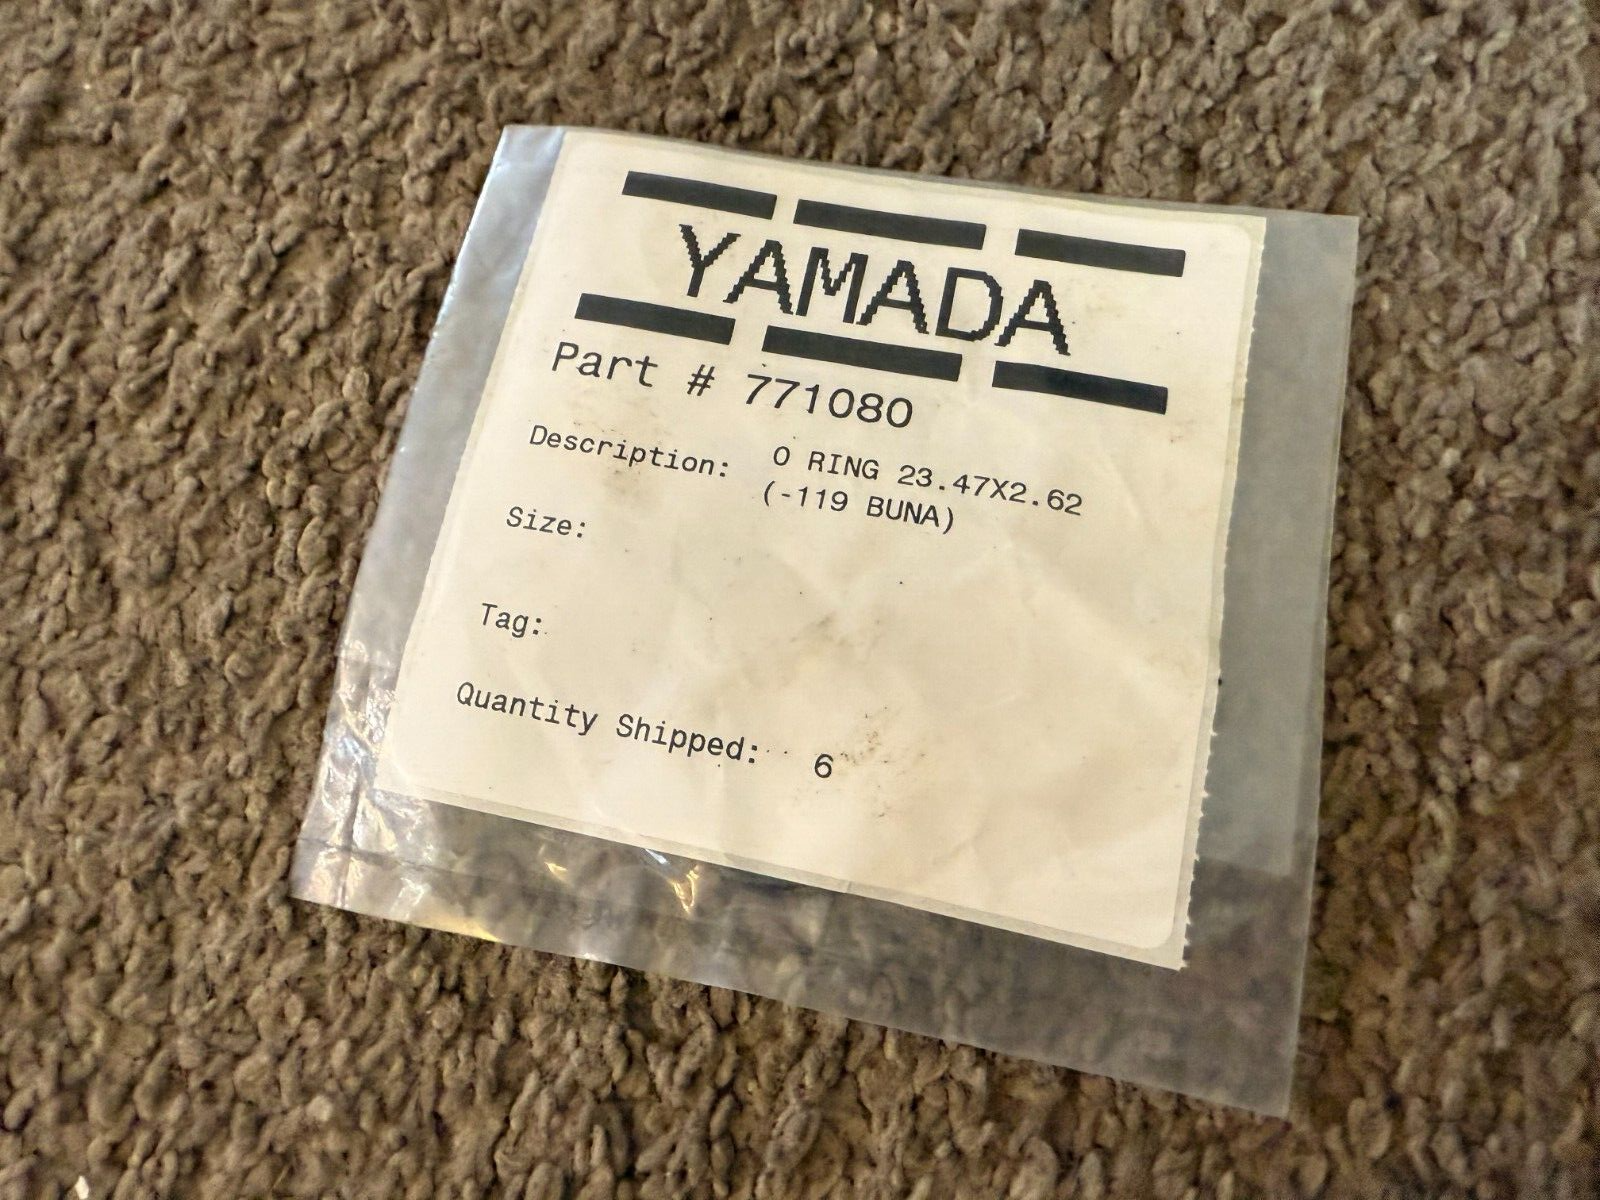 YAMADA
Part # 771080
Description: O RING 23.47X2.62
(-119 BUNA)
Size:
Tag:
Quantity Shipped: 6